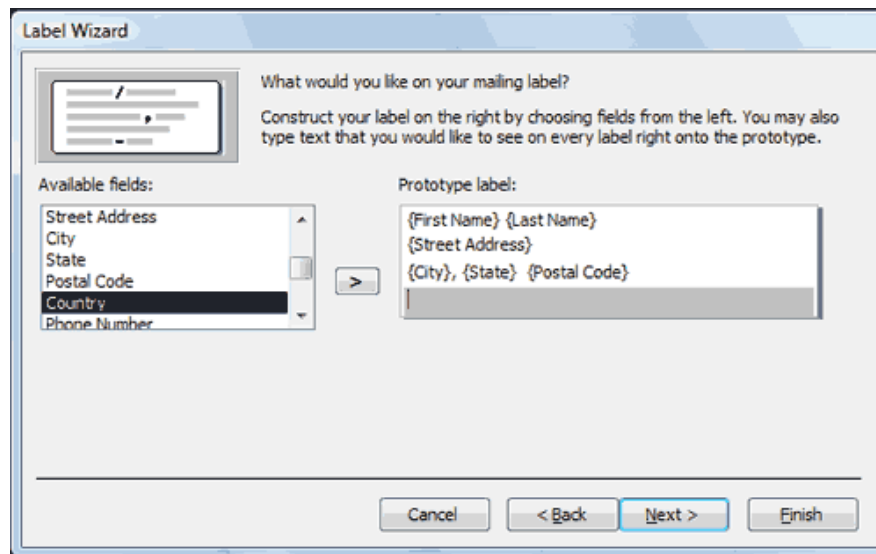 Label Wizard
What would you like on your mailing label?
Construct your label on the right by choosing fields from the left. You may also
type text that you would like to see on every label right onto the prototype.
Available fields:
Street Address
City
State
Postal Code
Country
Phone Number
>
Prototype label:
{First Name} {Last Name}
{Street Address}
{City}, {State} {Postal Code}
Cancel
< Back
Next >
Finish